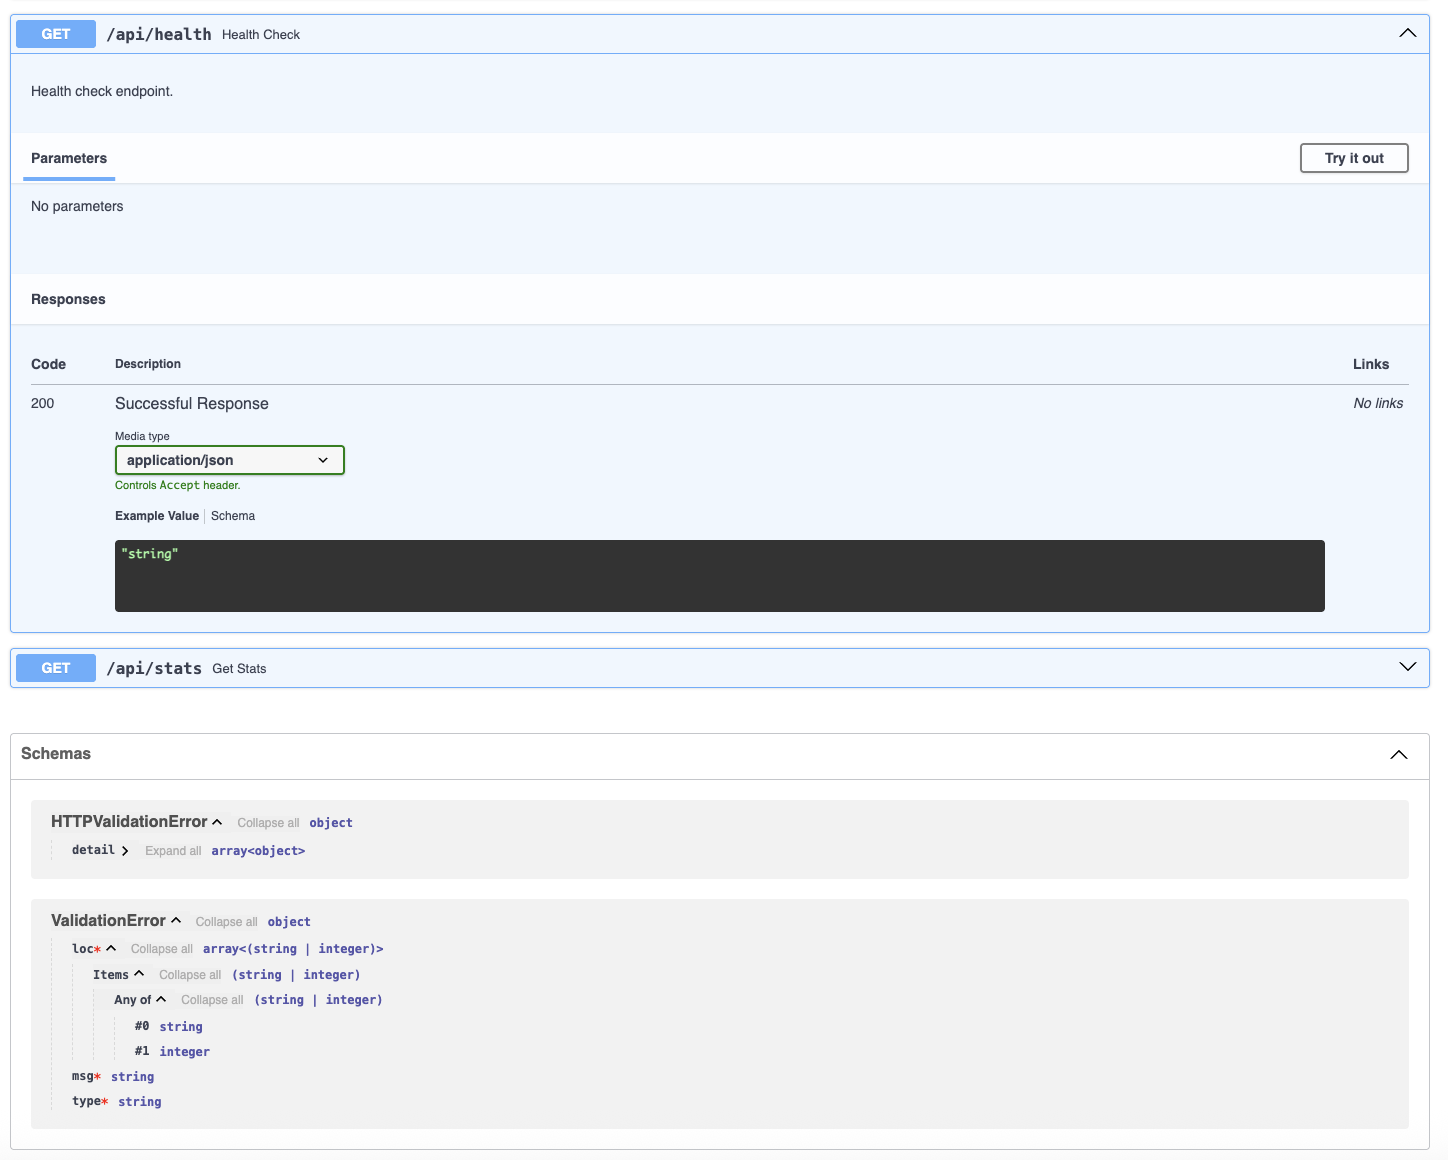 GET /api/health Health Check
Health check endpoint.
Parameters
Try it out
No parameters
Responses
Code Description Links
200 Successful Response No links
Media type
application/json
Controls Accept header.
Example Value Schema
"string"
GET /api/stats Get Stats
Schemas
HTTPValidationError Collapse all object
detail Expand all array<object>
ValidationError Collapse all object
loc* Collapse all array<(string | integer)>
Items Collapse all (string | integer)
Any of Collapse all (string | integer)
#0 string
#1 integer
msg* string
type* string